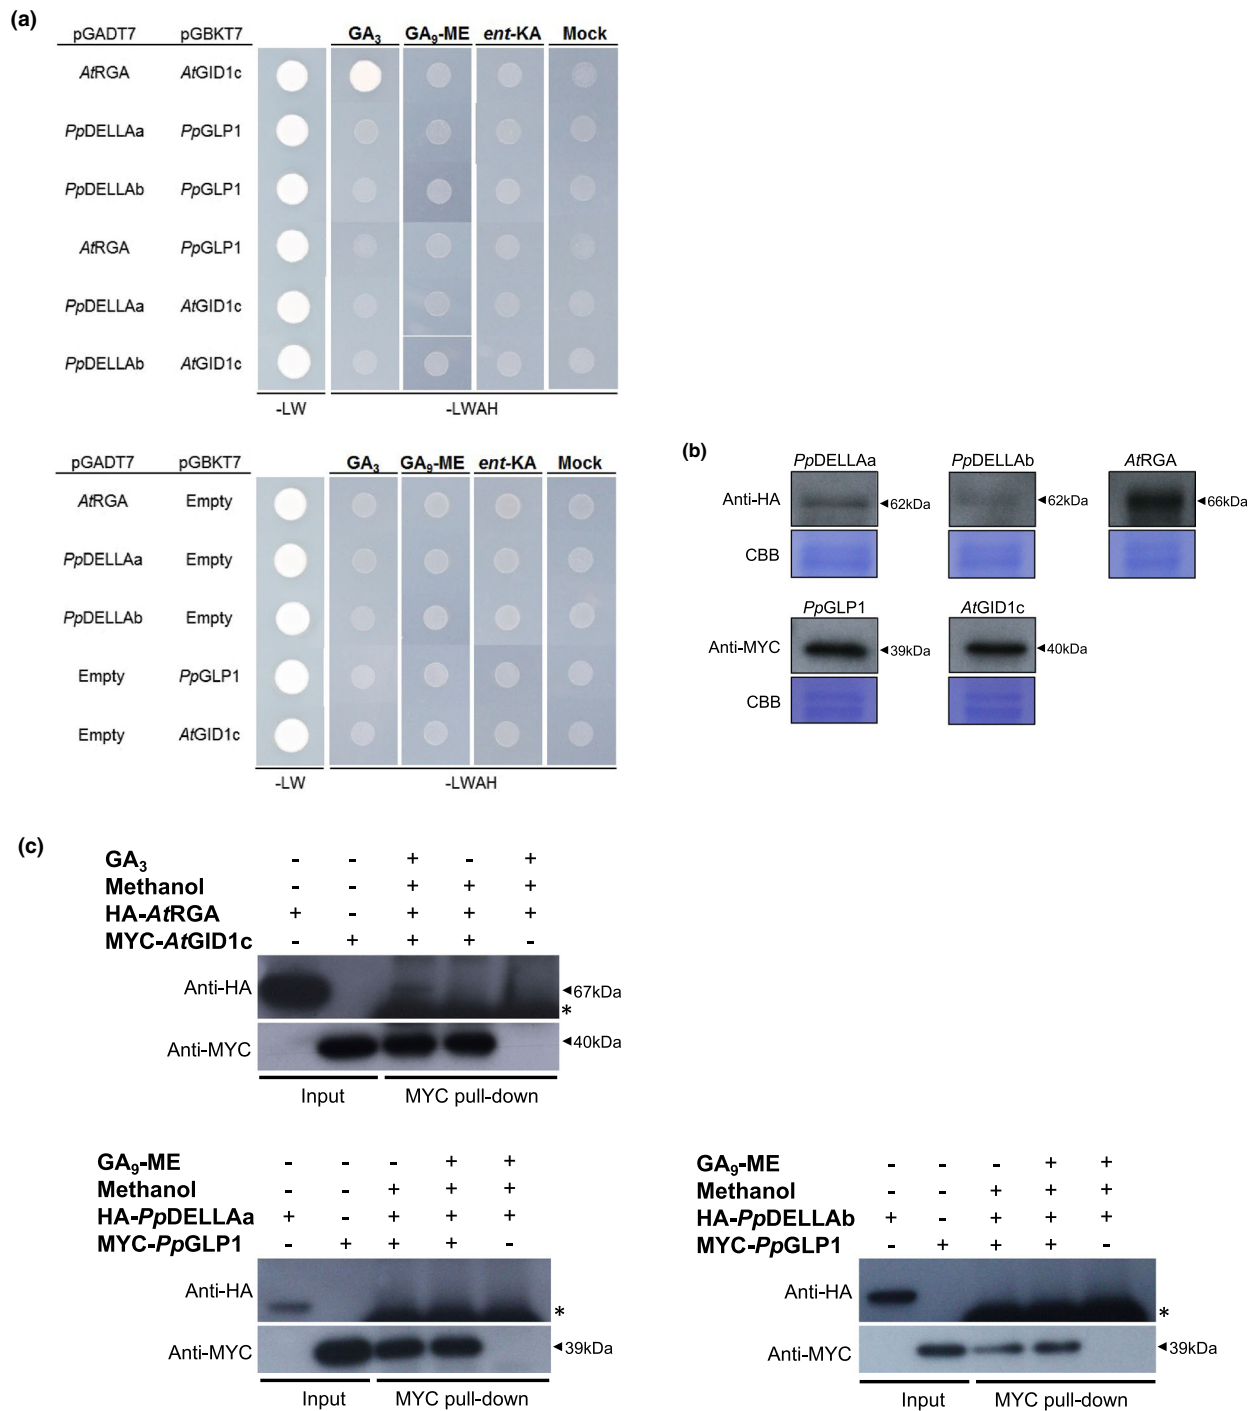 (a)
pGADT7 pGBKT7 GA3 GA9-ME ent-KA Mock
AtRGA AtGID1c
PpDELLAa PpGLP1
PpDELLAb PpGLP1
AtRGA PpGLP1
PpDELLAa AtGID1c
PpDELLAb AtGID1c
-LW -LWAH
pGADT7 pGBKT7 GA3 GA9-ME ent-KA Mock
AtRGA Empty
PpDELLAa Empty
PpDELLAb Empty
Empty PpGLP1
Empty AtGID1c
-LW -LWAH
(b)
PpDELLAa PpDELLAb AtRGA
Anti-HA ◄62kDa ◄62kDa ◄66kDa
CBB
PpGLP1 AtGID1c
Anti-MYC ◄39kDa ◄40kDa
CBB
(c)
GA3 - - + - +
Methanol - - + + +
HA-AtRGA + - + + +
MYC-AtGID1c - + + + -
Anti-HA ◄67kDa
*
Anti-MYC ◄40kDa
Input MYC pull-down
GA9-ME - - - + +
Methanol - - + + +
HA-PpDELLAa + - + + +
MYC-PpGLP1 - + + + -
Anti-HA *
Anti-MYC ◄39kDa
Input MYC pull-down
GA9-ME - - - + +
Methanol - - + + +
HA-PpDELLAb + - + + +
MYC-PpGLP1 - + + + -
Anti-HA *
Anti-MYC ◄39kDa
Input MYC pull-down